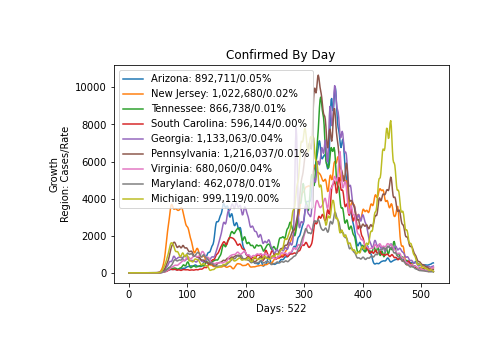 Confirmed By Day
Growth
Region: Cases/Rate
10000
8000
6000
4000
2000
0
Arizona: 892,711/0.05%
New Jersey: 1,022,680/0.02%
Tennessee: 866,738/0.01%
South Carolina: 596,144/0.00%
Georgia: 1,133,063/0.04%
Pennsylvania: 1,216,037/0.01%
Virginia: 680,060/0.04%
Maryland: 462,078/0.01%
Michigan: 999,119/0.00%
0 100 200 300 400 500
Days: 522